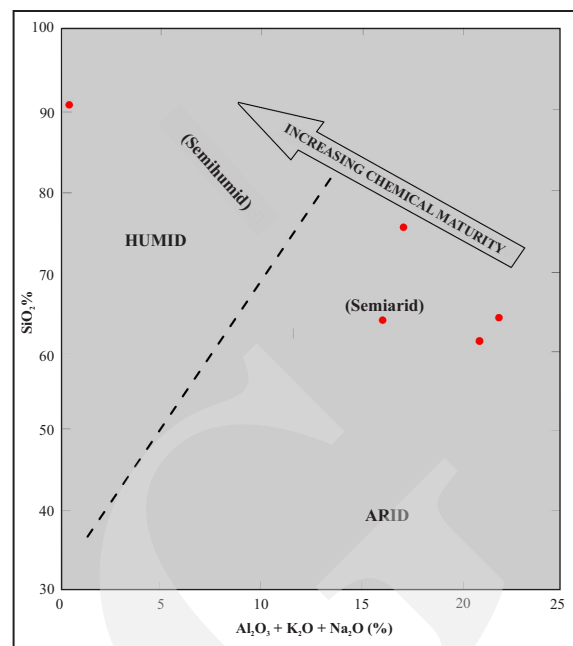 100
90
80
70
60
50
40
30
SiO₂%
INCREASING CHEMICAL MATURITY
(Semihumid)
HUMID
(Semiarid)
ARID
0 5 10 15 20 25
Al₂O₃ + K₂O + Na₂O (%)